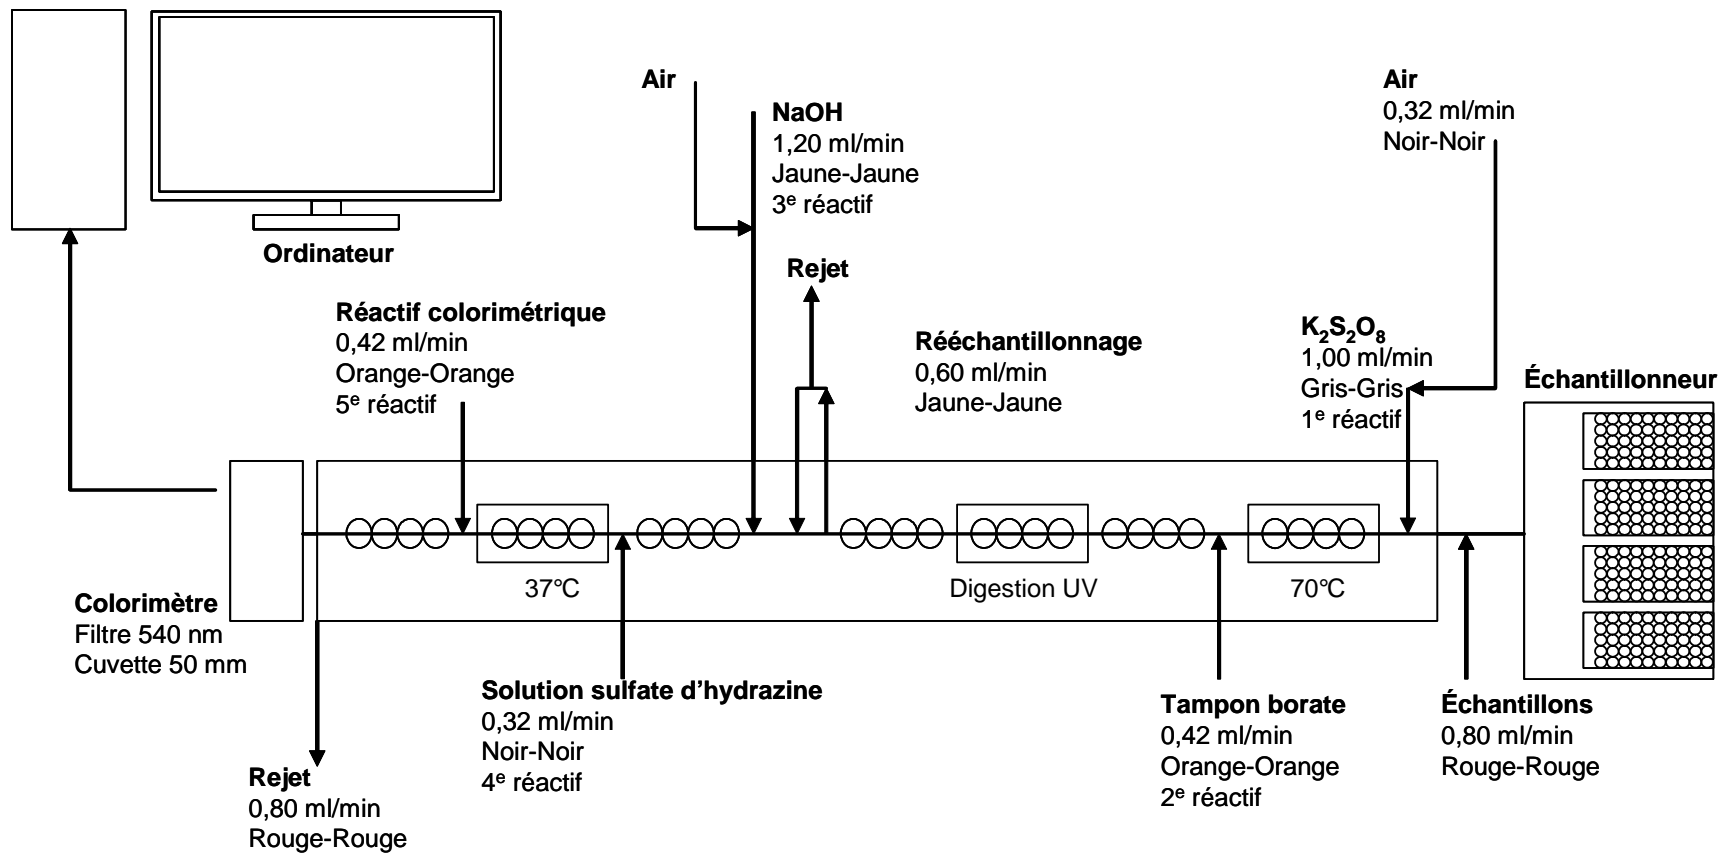 Air
NaOH
1,20 ml/min
Jaune-Jaune
3e réactif
Air
0,32 ml/min
Noir-Noir
Ordinateur
Rejet
Réactif colorimétrique
0,42 ml/min
Orange-Orange
5e réactif
Rééchantillonnage
0,60 ml/min
Jaune-Jaune
K2S2O8
1,00 ml/min
Gris-Gris
1e réactif
Échantillonneur
37°C
Digestion UV
70°C
Colorimètre
Filtre 540 nm
Cuvette 50 mm
Solution sulfate d'hydrazine
0,32 ml/min
Noir-Noir
4e réactif
Tampon borate
0,42 ml/min
Orange-Orange
2e réactif
Échantillons
0,80 ml/min
Rouge-Rouge
Rejet
0,80 ml/min
Rouge-Rouge